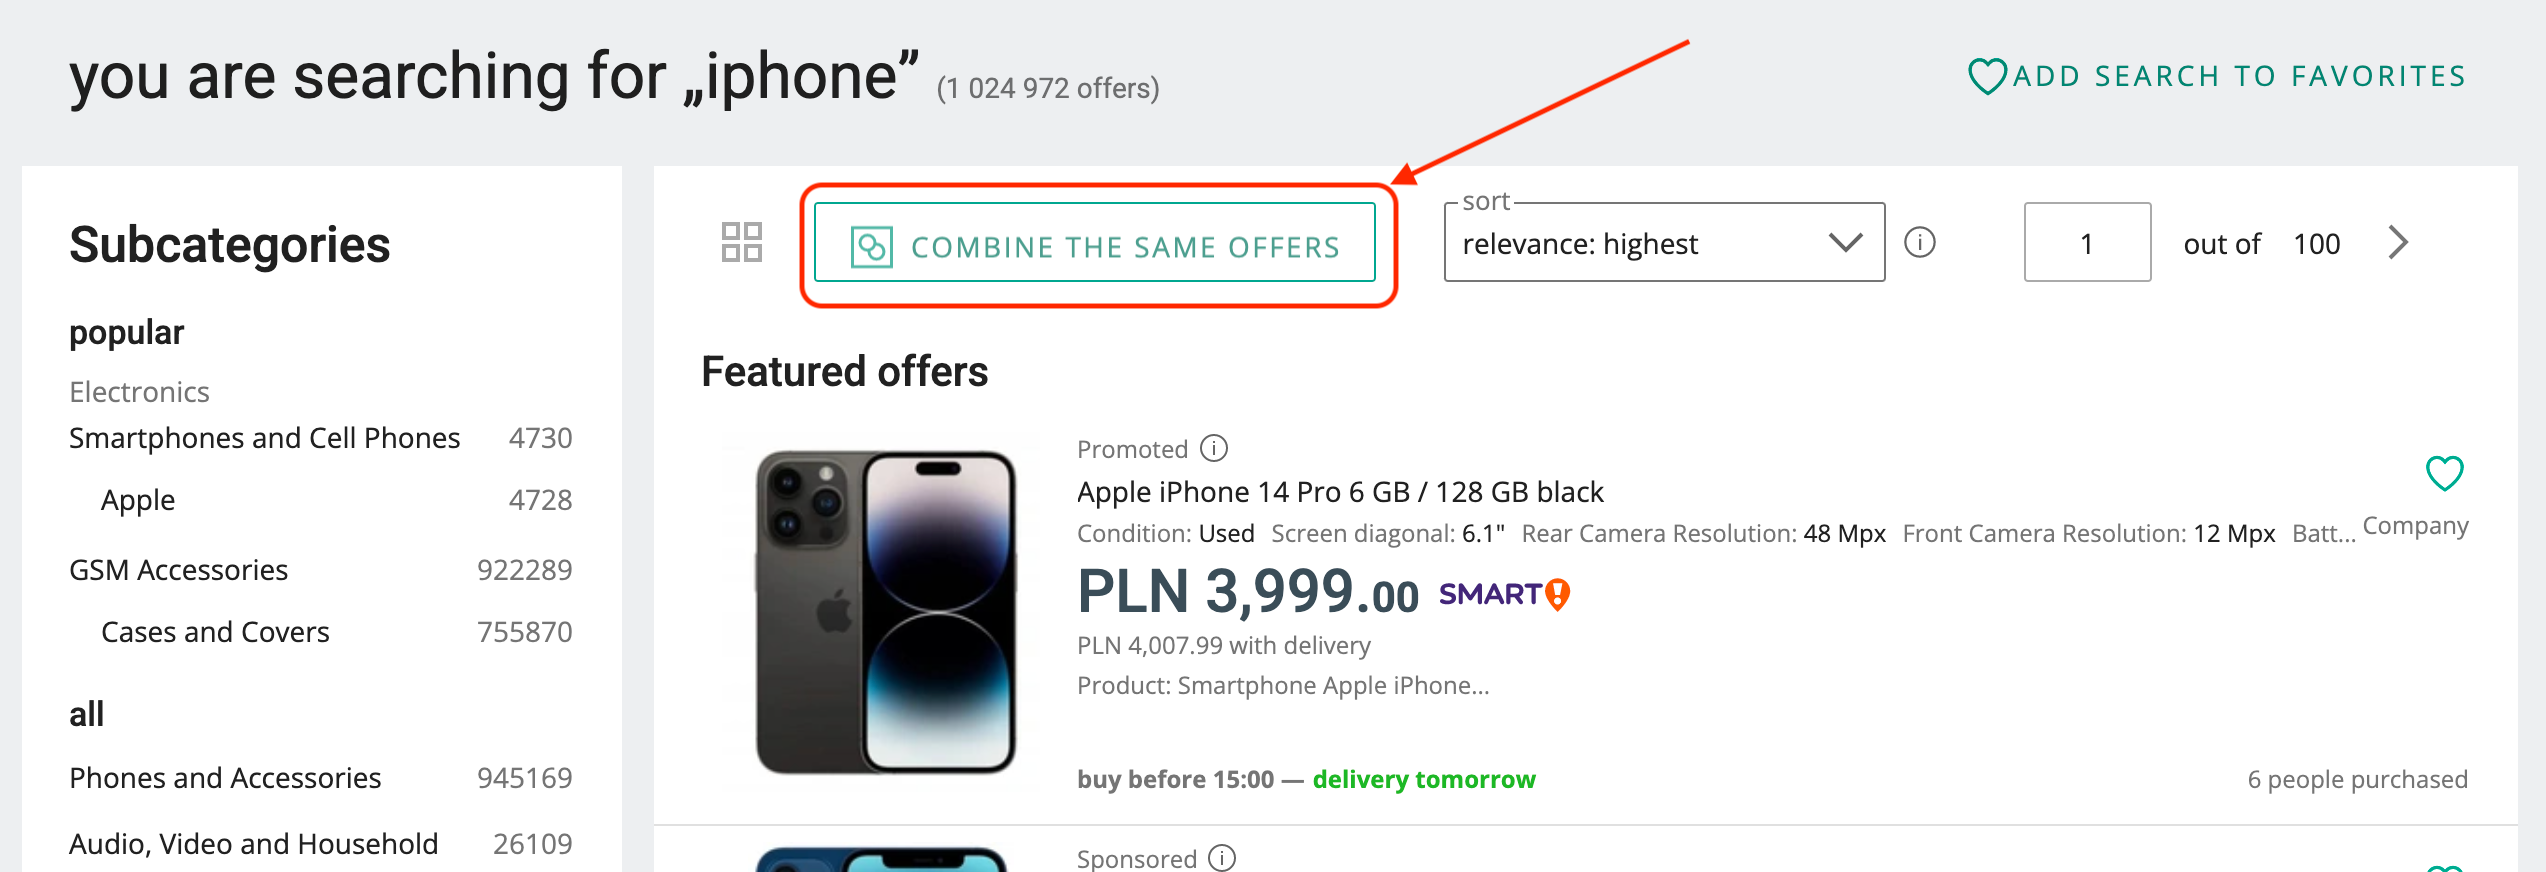 you are searching for „iphone” (1 024 972 offers)
ADD SEARCH TO FAVORITES
Subcategories
popular
Electronics
Smartphones and Cell Phones 4730
Apple 4728
GSM Accessories 922289
Cases and Covers 755870
all
Phones and Accessories 945169
Audio, Video and Household 26109
COMBINE THE SAME OFFERS
sort
relevance: highest
1 out of 100
Featured offers
Promoted
Apple iPhone 14 Pro 6 GB / 128 GB black
Condition: Used Screen diagonal: 6.1" Rear Camera Resolution: 48 Mpx Front Camera Resolution: 12 Mpx Batt...
Company
PLN 3,999.00 SMART!
PLN 4,007.99 with delivery
Product: Smartphone Apple iPhone...
buy before 15:00 — delivery tomorrow
6 people purchased
Sponsored